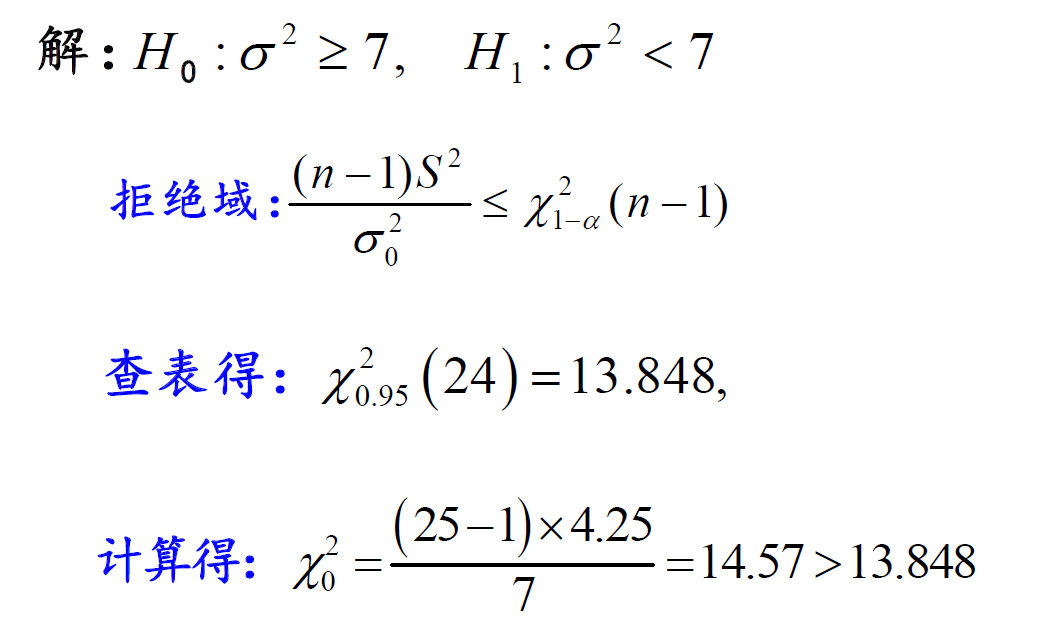 解：H₀ : σ² ≥ 7, H₁ : σ² < 7
拒绝域：(n−1)S² / σ₀² ≤ χ²₁₋α (n−1)
查表得： χ²₀.₉₅ (24) = 13.848,
计算得： χ₀² = (25−1)×4.25 / 7 = 14.57 > 13.848